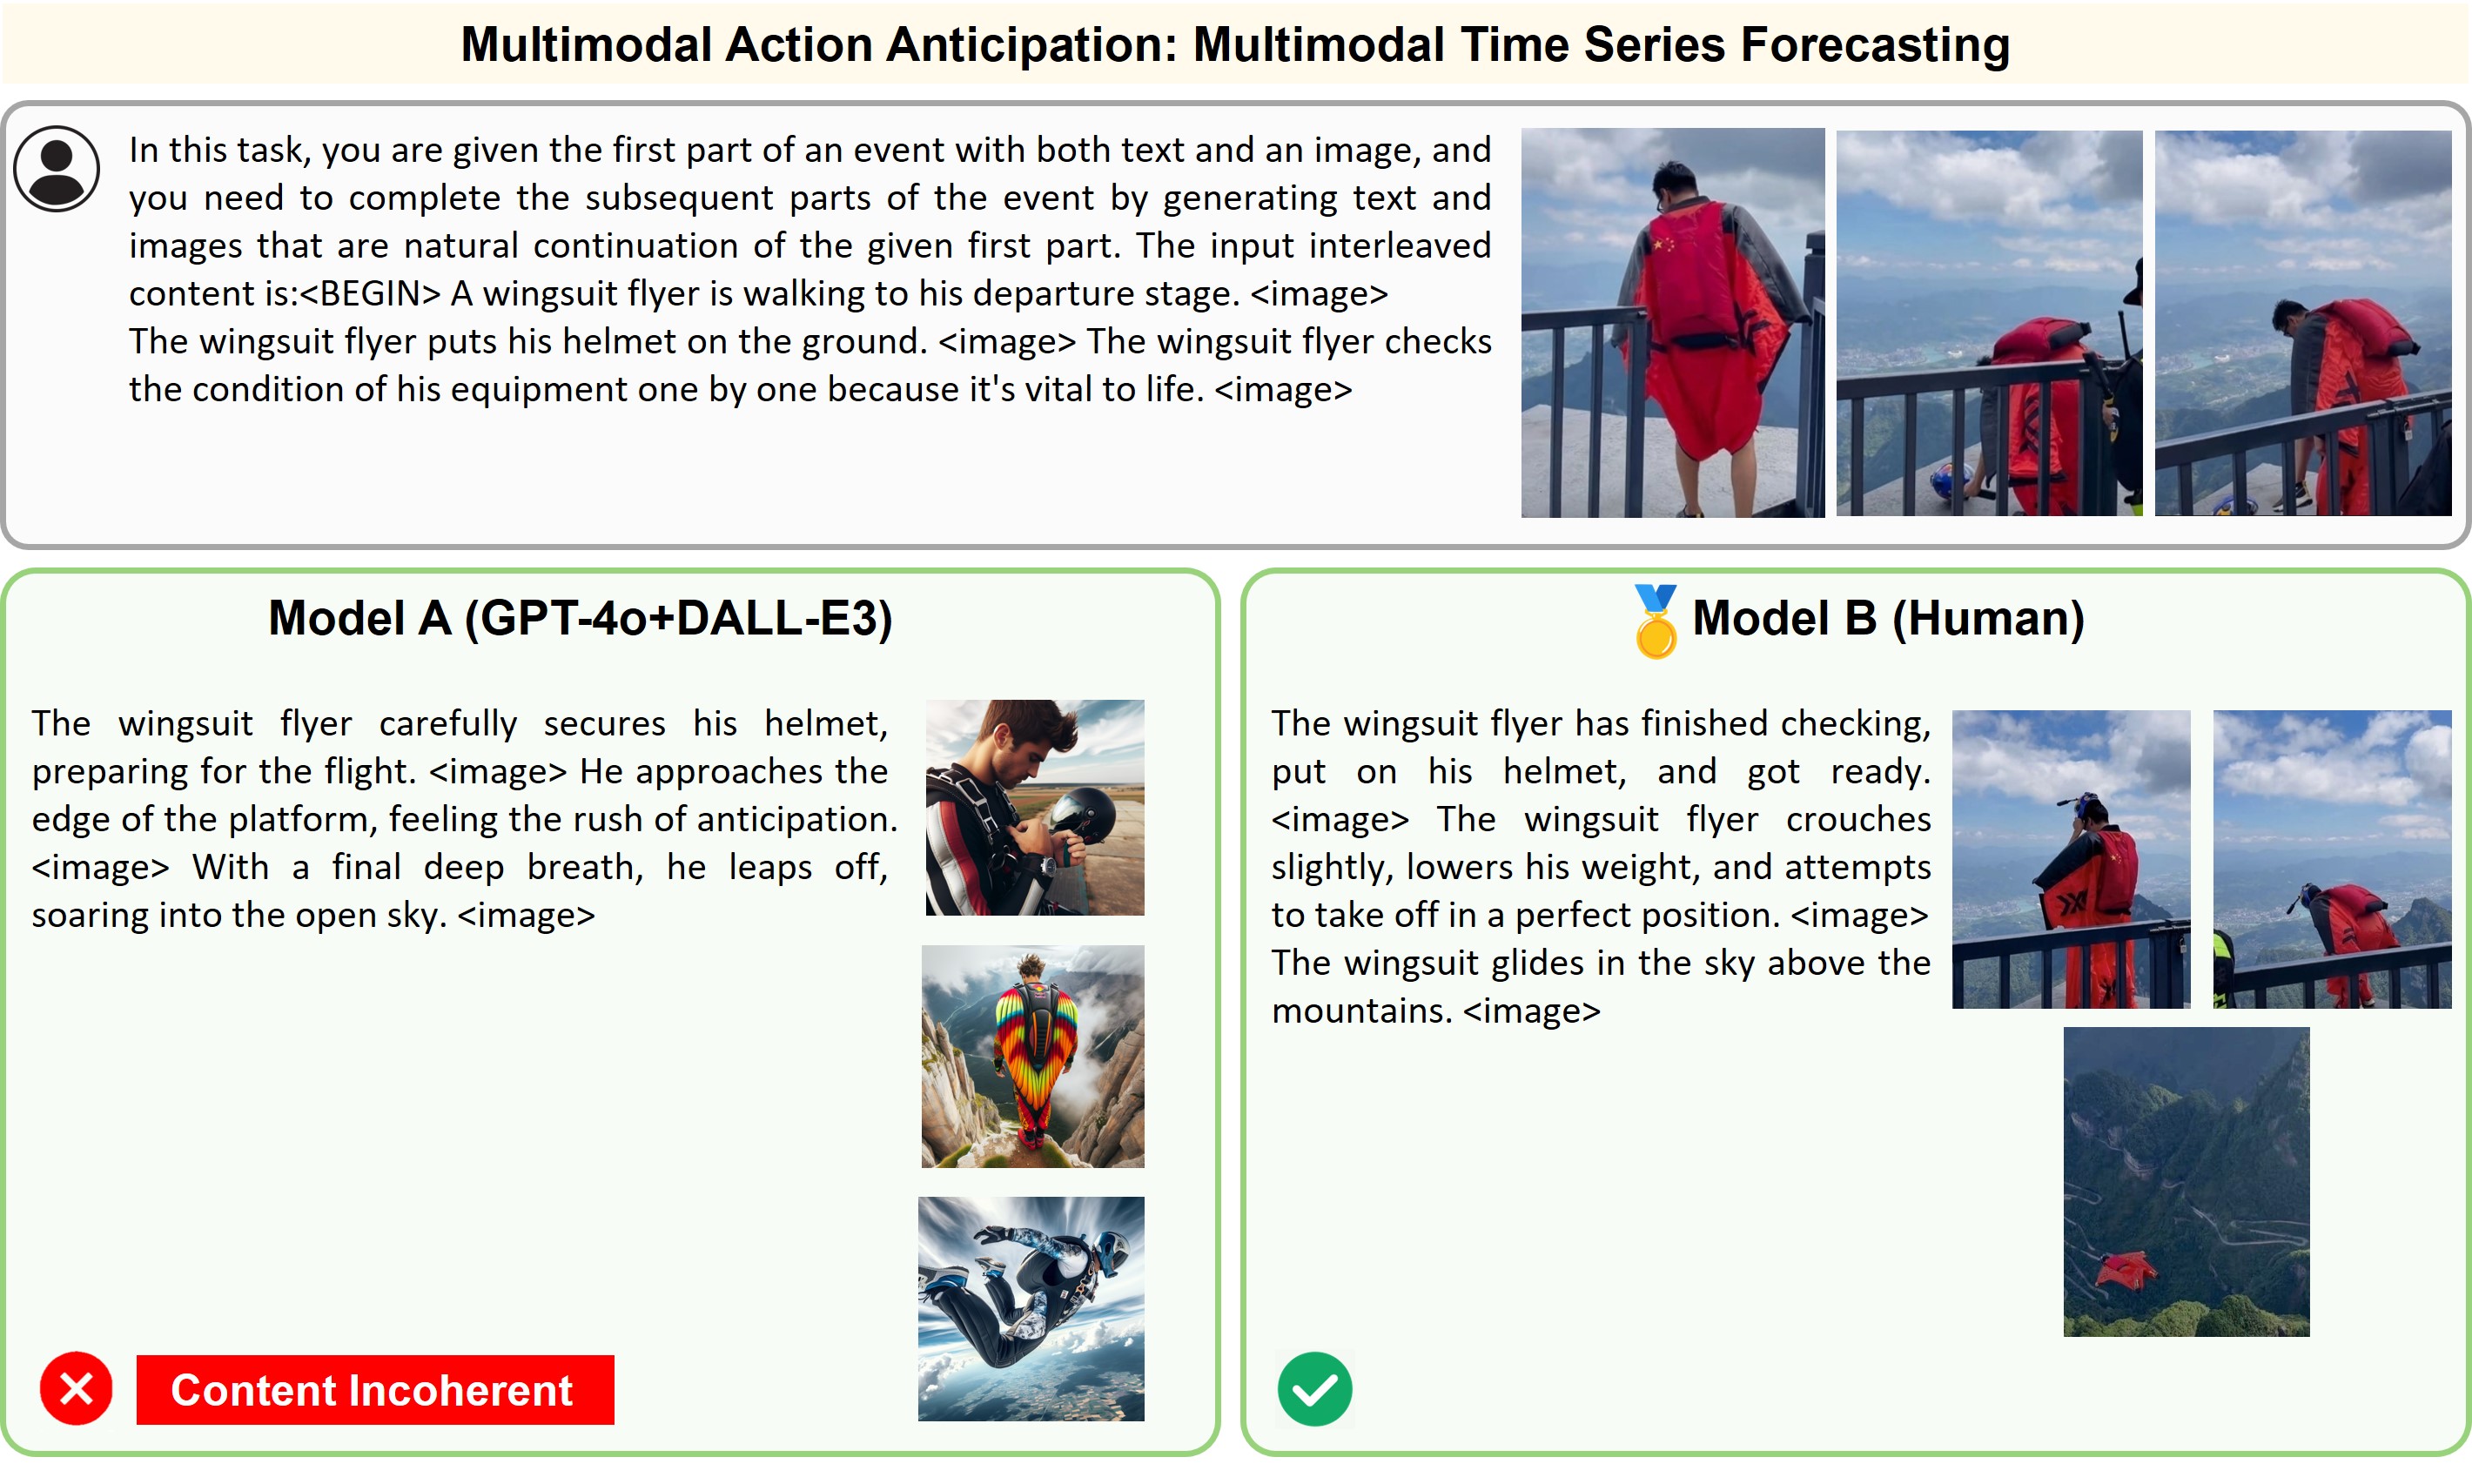 Multimodal Action Anticipation: Multimodal Time Series Forecasting
In this task, you are given the first part of an event with both text and an image, and
you need to complete the subsequent parts of the event by generating text and
images that are natural continuation of the given first part. The input interleaved
content is:<BEGIN> A wingsuit flyer is walking to his departure stage. <image>
The wingsuit flyer puts his helmet on the ground. <image> The wingsuit flyer checks
the condition of his equipment one by one because it's vital to life. <image>
Model A (GPT-4o+DALL-E3)
The wingsuit flyer carefully secures his helmet,
preparing for the flight. <image> He approaches the
edge of the platform, feeling the rush of anticipation.
<image> With a final deep breath, he leaps off,
soaring into the open sky. <image>
Content Incoherent
Model B (Human)
The wingsuit flyer has finished checking,
put on his helmet, and got ready.
<image> The wingsuit flyer crouches
slightly, lowers his weight, and attempts
to take off in a perfect position. <image>
The wingsuit glides in the sky above the
mountains. <image>